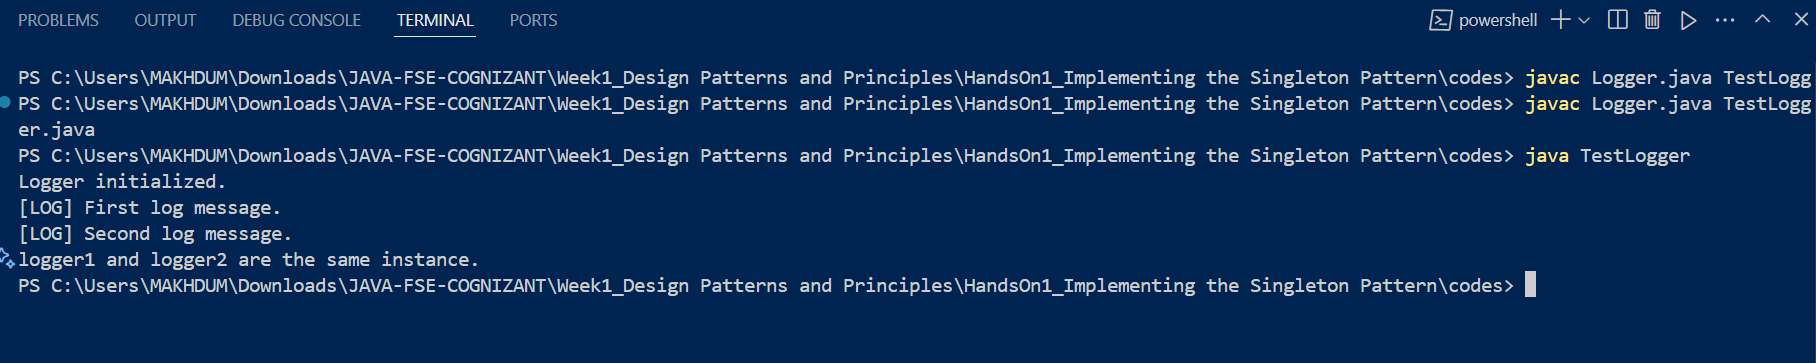 PROBLEMS OUTPUT DEBUG CONSOLE TERMINAL PORTS powershell
PS C:\Users\MAKHDUM\Downloads\JAVA-FSE-COGNIZANT\Week1_Design Patterns and Principles\HandsOn1_Implementing the Singleton Pattern\codes> javac Logger.java TestLogg
PS C:\Users\MAKHDUM\Downloads\JAVA-FSE-COGNIZANT\Week1_Design Patterns and Principles\HandsOn1_Implementing the Singleton Pattern\codes> javac Logger.java TestLogg
er.java
PS C:\Users\MAKHDUM\Downloads\JAVA-FSE-COGNIZANT\Week1_Design Patterns and Principles\HandsOn1_Implementing the Singleton Pattern\codes> java TestLogger
Logger initialized.
[LOG] First log message.
[LOG] Second log message.
logger1 and logger2 are the same instance.
PS C:\Users\MAKHDUM\Downloads\JAVA-FSE-COGNIZANT\Week1_Design Patterns and Principles\HandsOn1_Implementing the Singleton Pattern\codes>